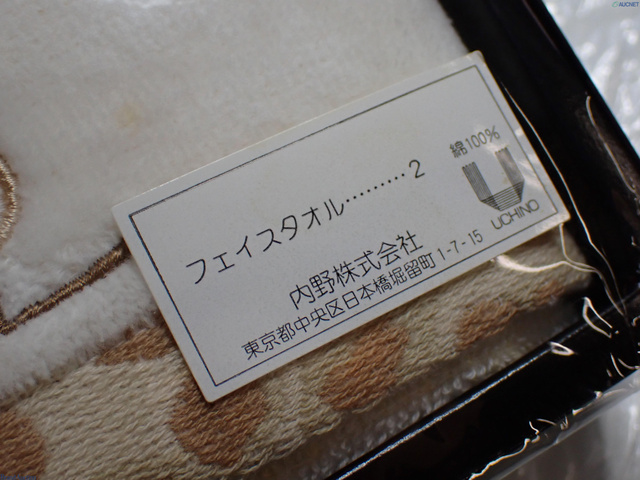 フェイスタオル………2
綿100%
UCHINO
内野株式会社
東京都中央区日本橋堀留町1-7-15
AUCNET